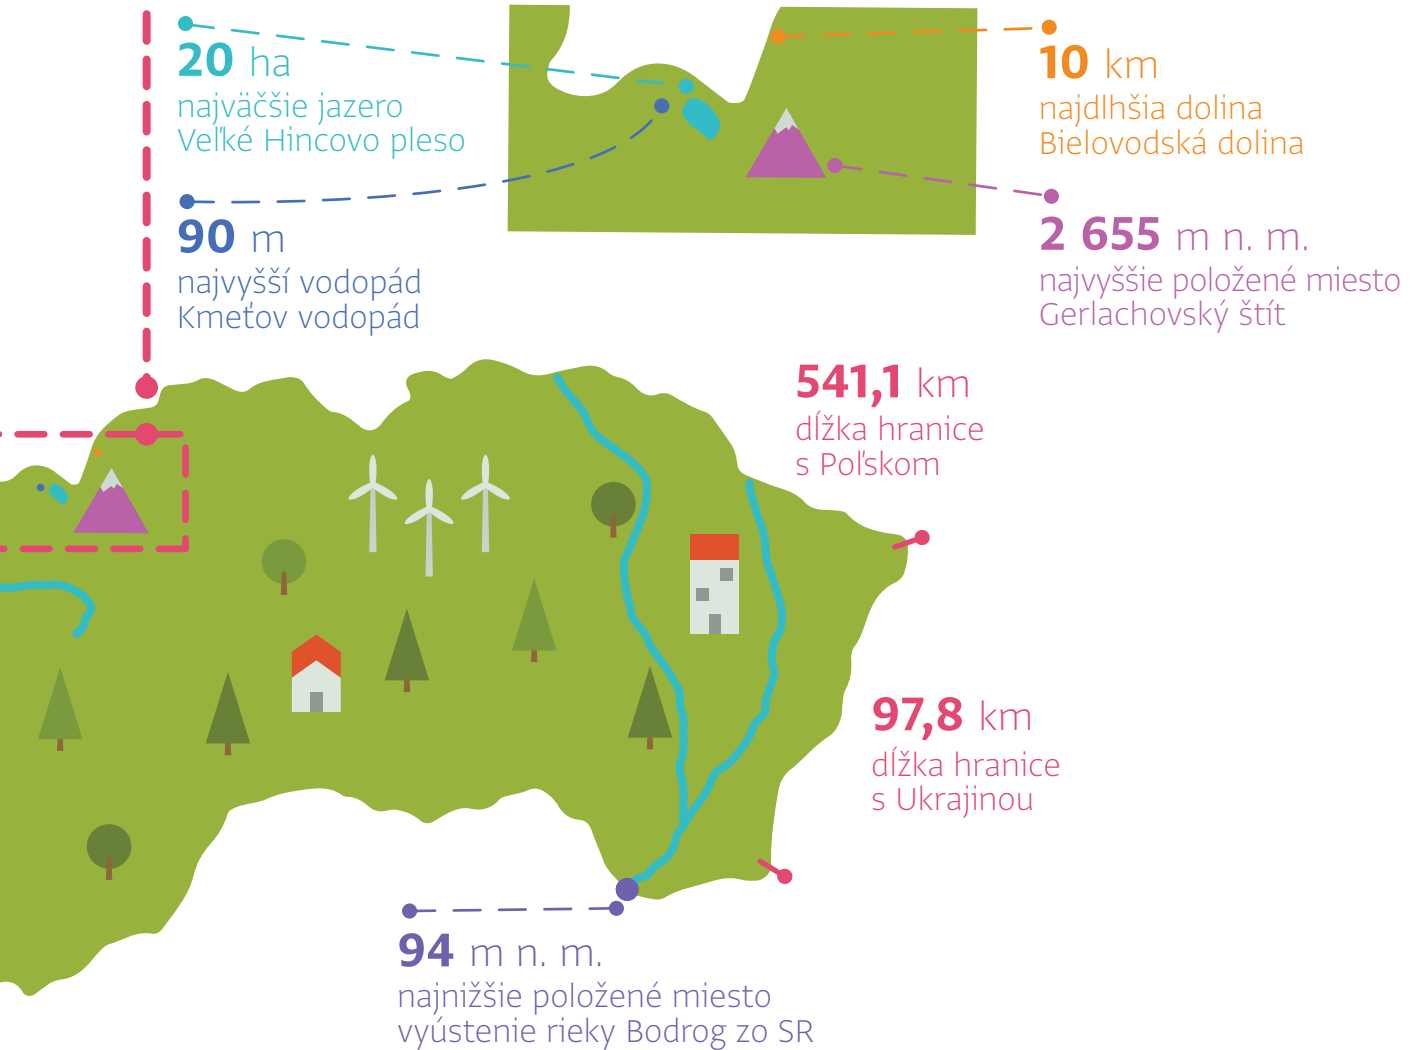 20 ha
najväčšie jazero
Veľké Hincovo pleso
90 m
najvyšší vodopád
Kmeťov vodopád
10 km
najdlhšia dolina
Bielovodská dolina
2 655 m n. m.
najvyššie položené miesto
Gerlachovský štít
541,1 km
dĺžka hranice
s Poľskom
97,8 km
dĺžka hranice
s Ukrajinou
94 m n. m.
najnižšie položené miesto
vyústenie rieky Bodrog zo SR